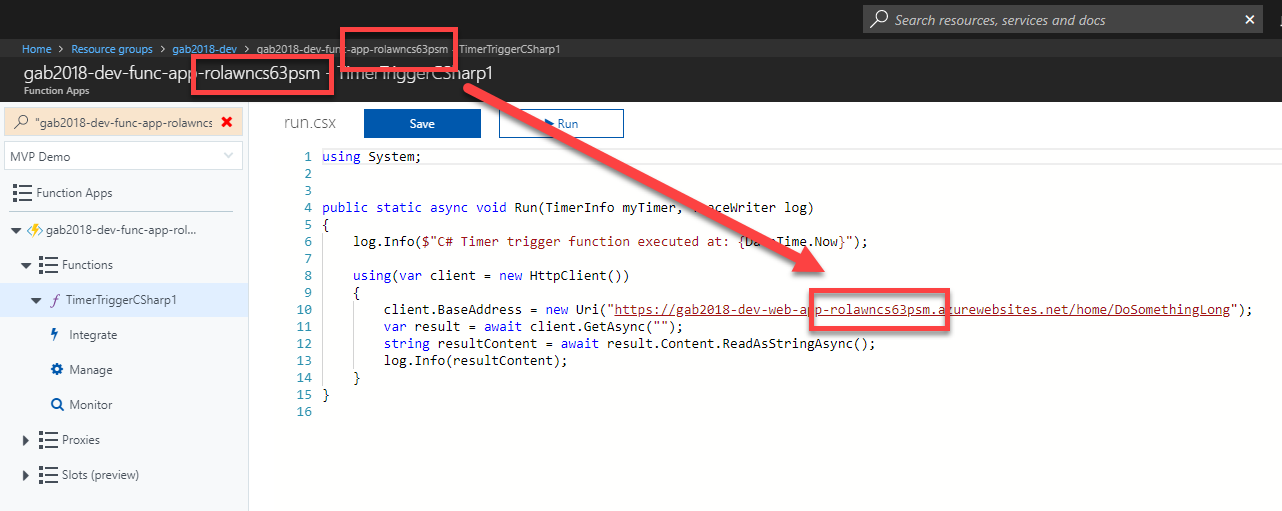 Search resources, services and docs
Home > Resource groups > gab2018-dev > gab2018-dev-func-app-rolawncs63psm - TimerTriggerCSharp1
gab2018-dev-func-app-rolawncs63psm - TimerTriggerCSharp1
Function Apps
"gab2018-dev-func-app-rolawncs
MVP Demo
Function Apps
gab2018-dev-func-app-rol...
Functions
TimerTriggerCSharp1
Integrate
Manage
Monitor
Proxies
Slots (preview)
run.csx Save Run
1 using System;
2
3
4 public static async void Run(TimerInfo myTimer, TraceWriter log)
5 {
6 log.Info($"C# Timer trigger function executed at: {DateTime.Now}");
7
8 using(var client = new HttpClient())
9 {
10 client.BaseAddress = new Uri("https://gab2018-dev-web-app-rolawncs63psm.azurewebsites.net/home/DoSomethingLong");
11 var result = await client.GetAsync("");
12 string resultContent = await result.Content.ReadAsStringAsync();
13 log.Info(resultContent);
14 }
15 }
16